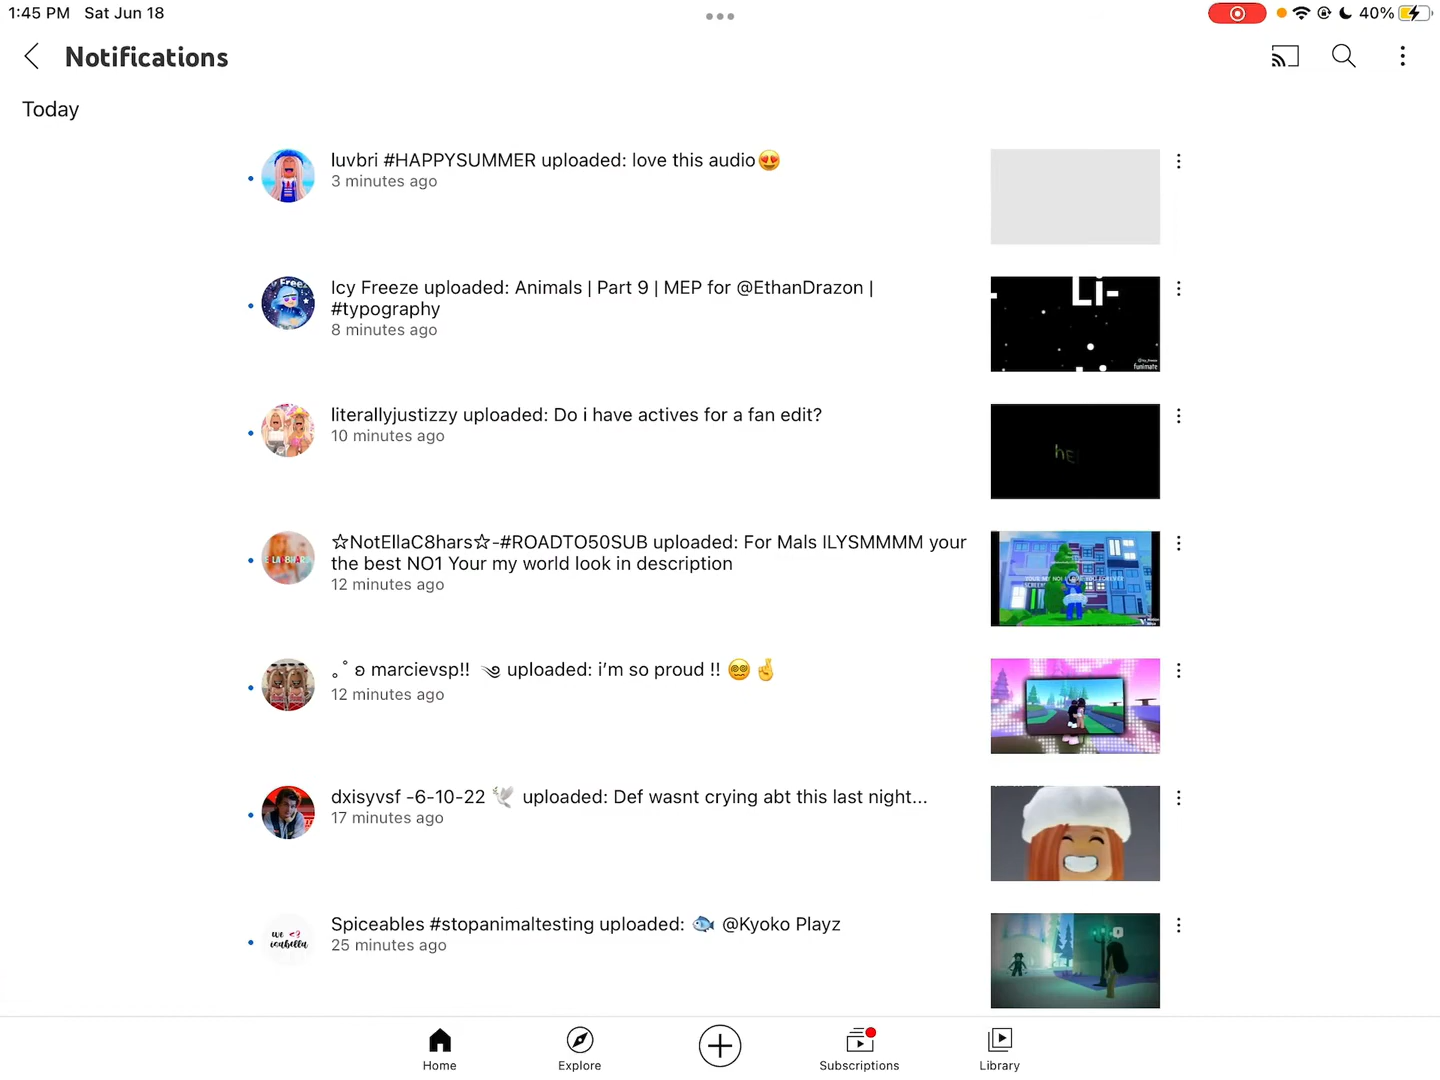 1:45 PM Sat Jun 18
40%
Notifications
Today
luvbri #HAPPYSUMMER uploaded: love this audio😍
3 minutes ago
Icy Freeze uploaded: Animals | Part 9 | MEP for @EthanDrazon |
#typography
8 minutes ago
Li-
funimate
literallyjustizzy uploaded: Do i have actives for a fan edit?
10 minutes ago
hE
☆NotEllaC8hars☆-#ROADTO50SUB uploaded: For Mals ILYSMMMM your
the best NO1 Your my world look in description
12 minutes ago
｡ﾟʚ marcievsp!! ༄ uploaded: i’m so proud !! 😵‍💫🤞
12 minutes ago
dxisyvsf -6-10-22 🕊 uploaded: Def wasnt crying abt this last night...
17 minutes ago
we <3
isabella
Spiceables #stopanimaltesting uploaded: 🐟 @Kyoko Playz
25 minutes ago
Home
Explore
Subscriptions
Library